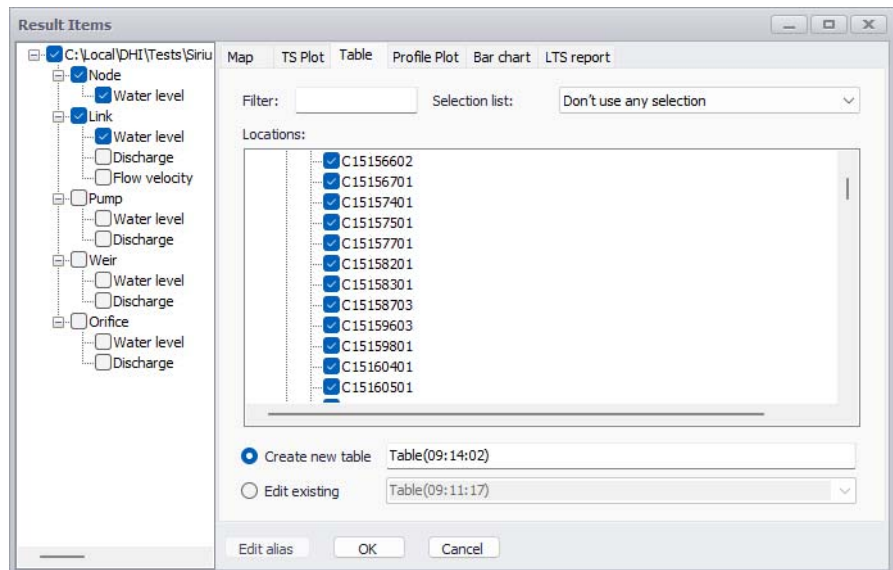 Result Items
C:\Local\DHI\Tests\Siriu
Node
Water level
Link
Water level
Discharge
Flow velocity
Pump
Water level
Discharge
Weir
Water level
Discharge
Orifice
Water level
Discharge
Map TS Plot Table Profile Plot Bar chart LTS report
Filter: Selection list: Don't use any selection
Locations:
C15156602
C15156701
C15157401
C15157501
C15157701
C15158201
C15158301
C15158703
C15159603
C15159801
C15160401
C15160501
Create new table Table(09:14:02)
Edit existing Table(09:11:17)
Edit alias OK Cancel